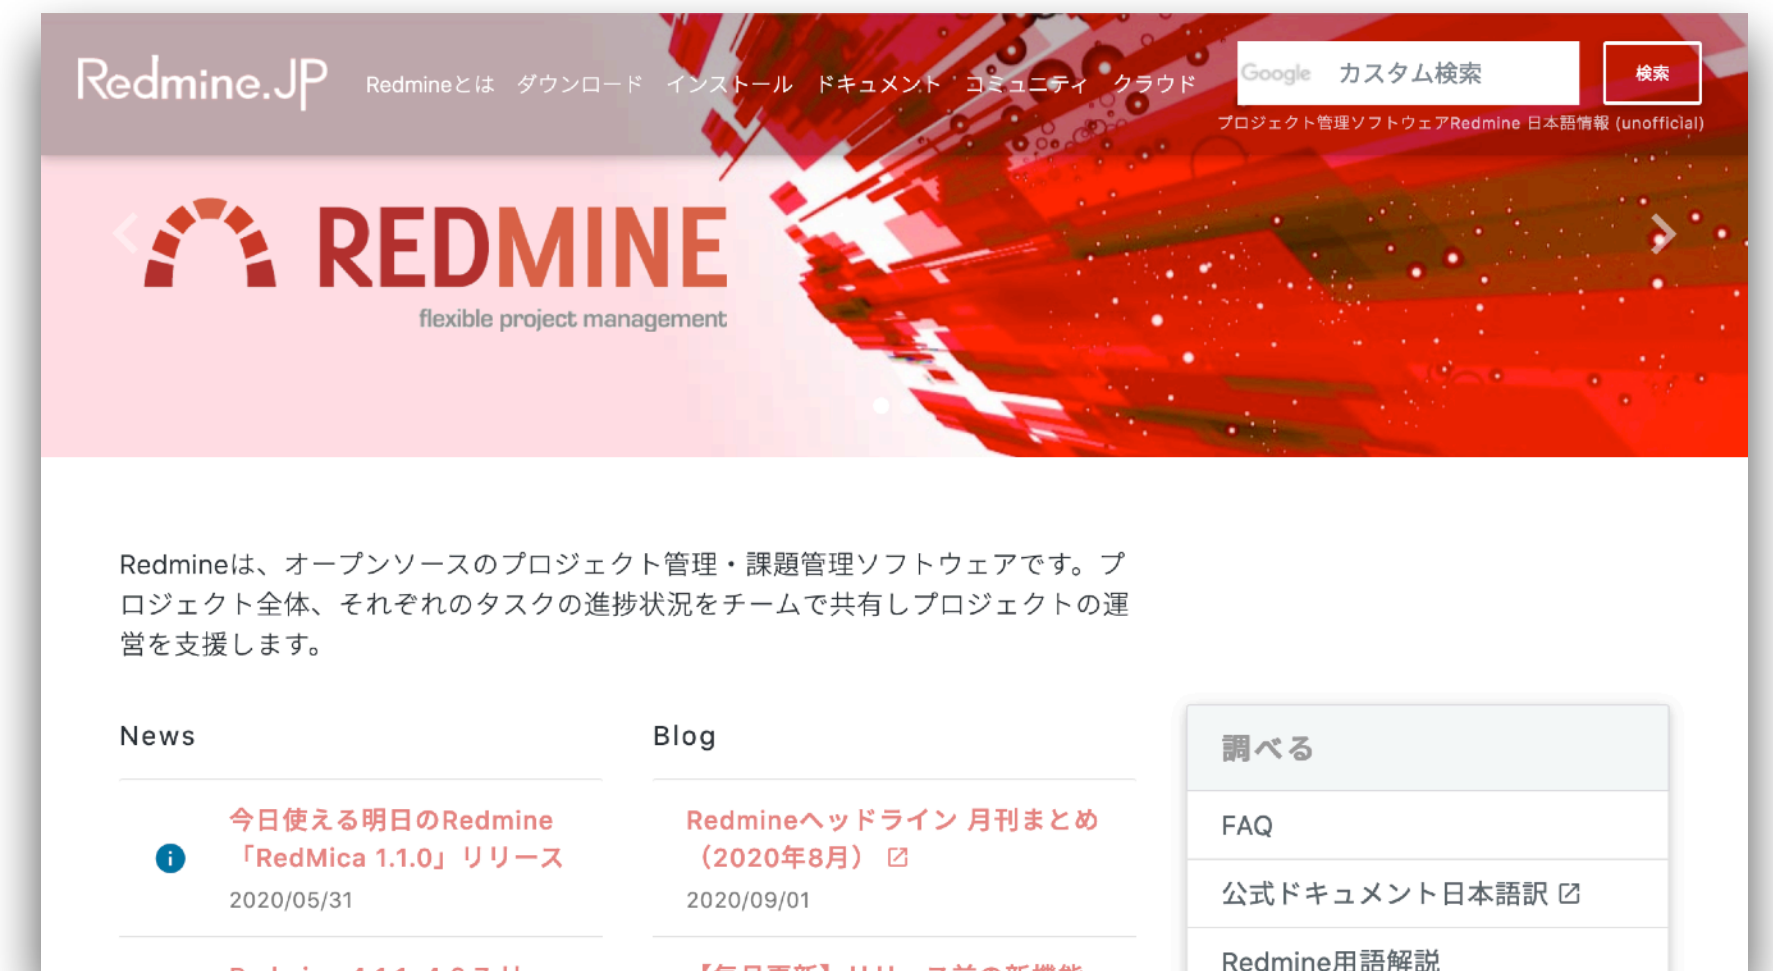 Redmine.JP
Redmineとは ダウンロード インストール ドキュメント コミュニティ クラウド
Google カスタム検索
検索
プロジェクト管理ソフトウェアRedmine 日本語情報 (unofficial)
REDMINE
flexible project management
Redmineは、オープンソースのプロジェクト管理・課題管理ソフトウェアです。プ
ロジェクト全体、それぞれのタスクの進捗状況をチームで共有しプロジェクトの運
営を支援します。
News
今日使える明日のRedmine
「RedMica 1.1.0」リリース
2020/05/31
Blog
Redmineヘッドライン 月刊まとめ
（2020年8月）
2020/09/01
調べる
FAQ
公式ドキュメント日本語訳
Redmine用語解説